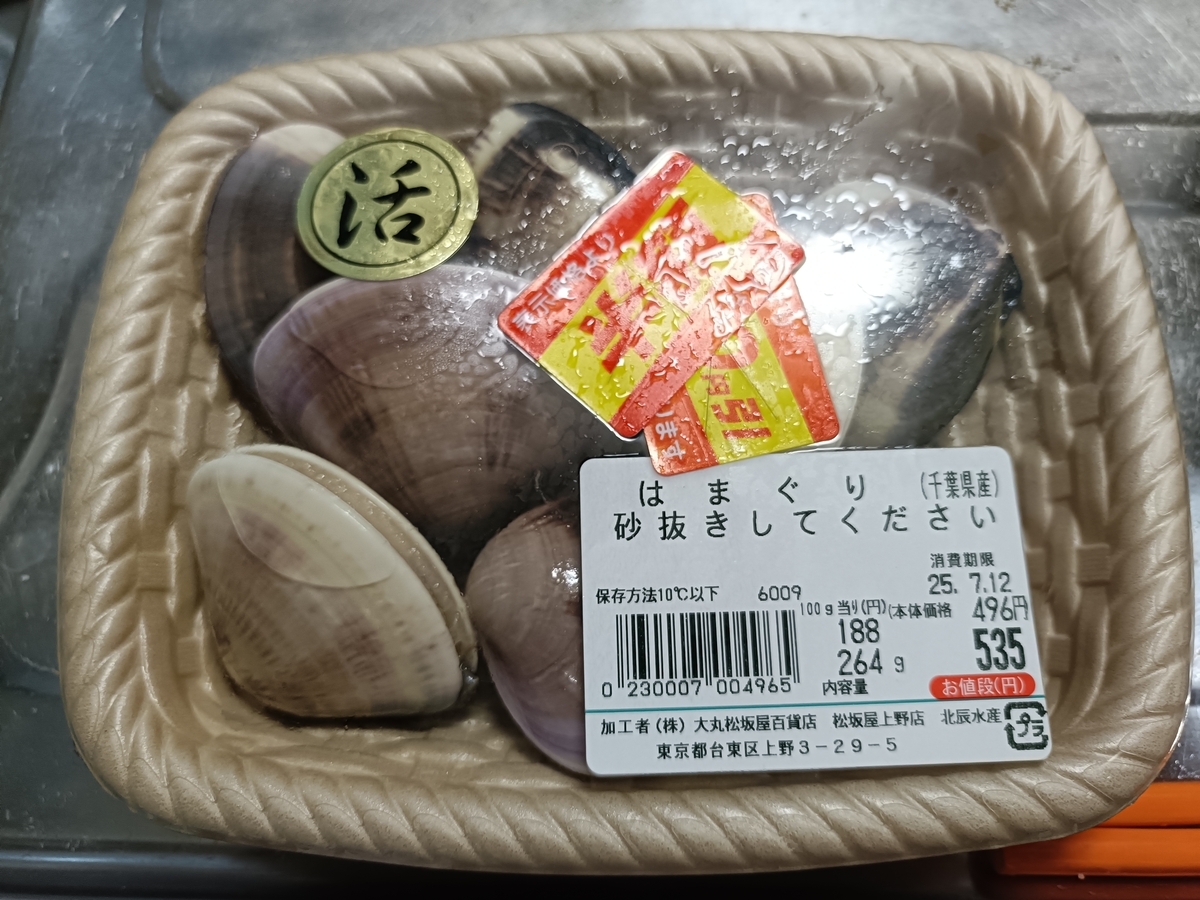 活
ります
はまぐり (千葉県産)
砂抜きしてください
消費期限
25. 7.12
保存方法10℃以下 6009
100g当り(円) (本体価格 496円
188
264 g
535
0 230007 004965
内容量
お値段(円)
加工者(株)大丸松坂屋百貨店 松坂屋上野店 北辰水産
東京都台東区上野3-29-5
プラ